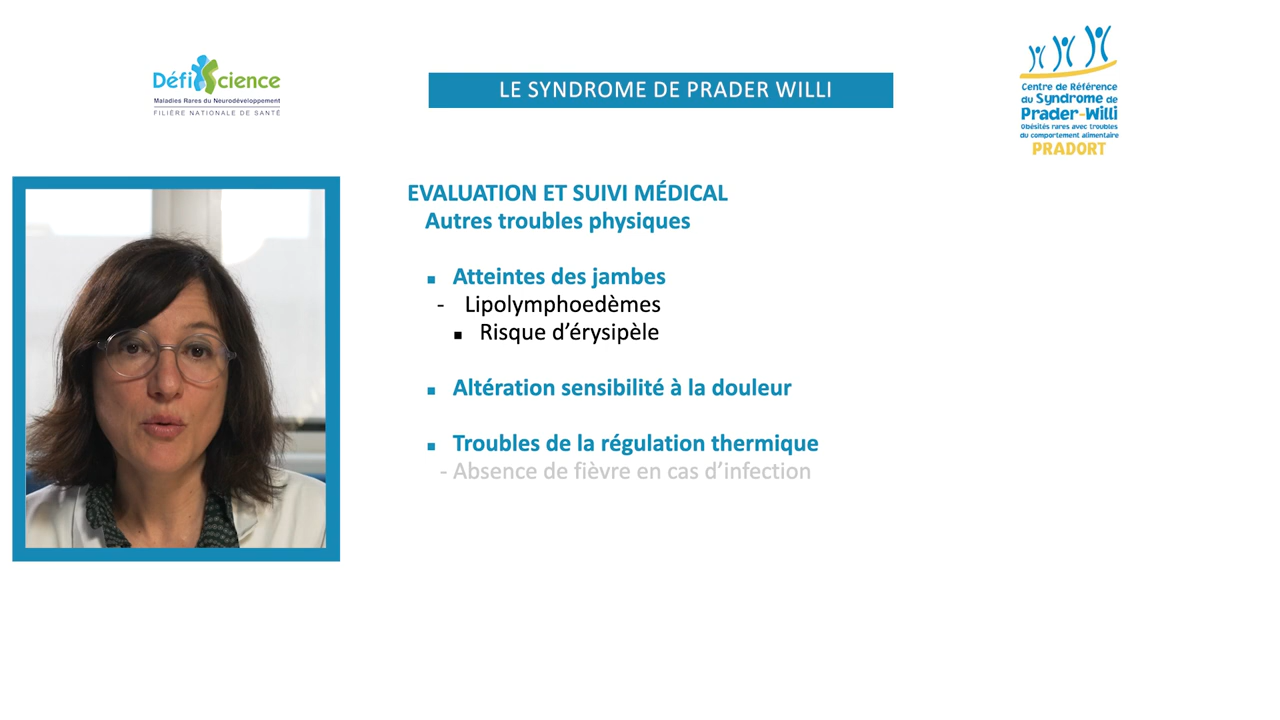 Défi Science
Maladies Rares du Neurodéveloppement
FILIÈRE NATIONALE DE SANTÉ
LE SYNDROME DE PRADER WILLI
Centre de Référence
du Syndrome de
Prader-Willi
Obésités rares avec troubles
du comportement alimentaire
PRADORT
EVALUATION ET SUIVI MÉDICAL
Autres troubles physiques
▪ Atteintes des jambes
- Lipolymphoedèmes
▪ Risque d’érysipèle
▪ Altération sensibilité à la douleur
▪ Troubles de la régulation thermique
- Absence de fièvre en cas d’infection